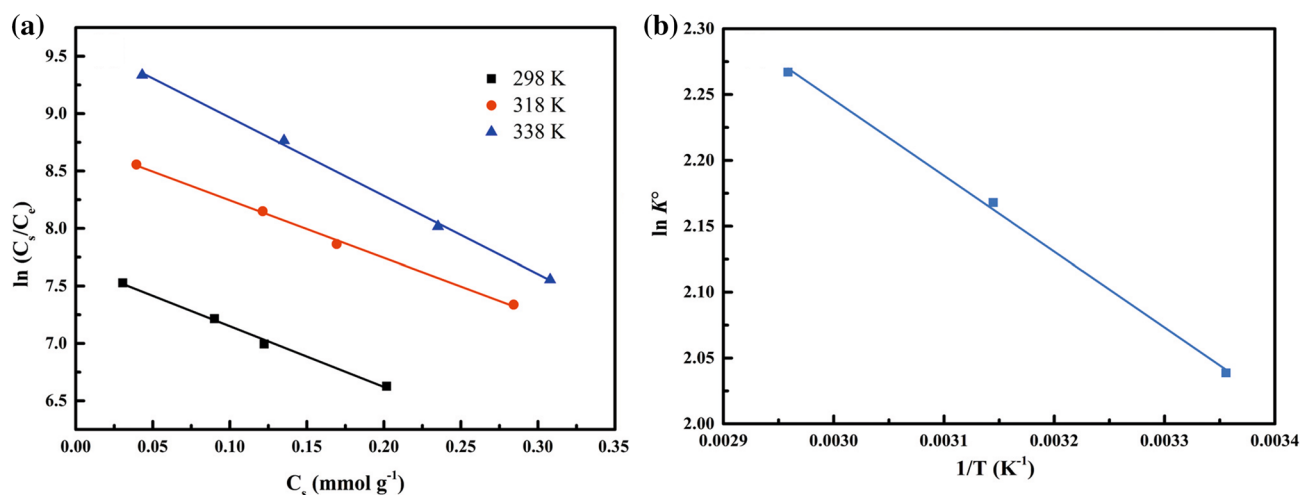 (a)
9.5
9.0
8.5
8.0
7.5
7.0
6.5
ln (Cs/Ce)
298 K
318 K
338 K
0.00 0.05 0.10 0.15 0.20 0.25 0.30 0.35
Cs (mmol g-1)
(b)
2.30
2.25
2.20
2.15
2.10
2.05
2.00
ln K°
0.0029 0.0030 0.0031 0.0032 0.0033 0.0034
1/T (K-1)